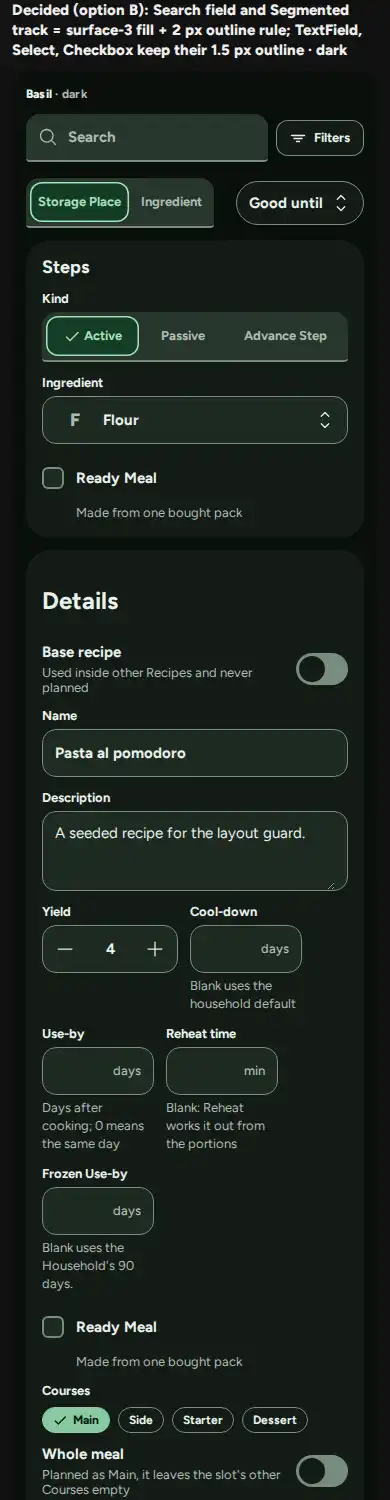 Decided (option B): Search field and Segmented
track = surface-3 fill + 2 px outline rule; TextField,
Select, Checkbox keep their 1.5 px outline · dark
Basil · dark
Search
Filters
Storage Place
Ingredient
Good until
Steps
Kind
Active
Passive
Advance Step
Ingredient
F
Flour
Ready Meal
Made from one bought pack
Details
Base recipe
Used inside other Recipes and never
planned
Name
Pasta al pomodoro
Description
A seeded recipe for the layout guard.
Yield
Cool-down
4
days
Blank uses the
household default
Use-by
Reheat time
days
min
Days after
cooking; 0 means
the same day
Blank: Reheat
works it out from
the portions
Frozen Use-by
days
Blank uses the
Household's 90
days.
Ready Meal
Made from one bought pack
Courses
Main
Side
Starter
Dessert
Whole meal
Planned as Main, it leaves the slot's other
Courses empty